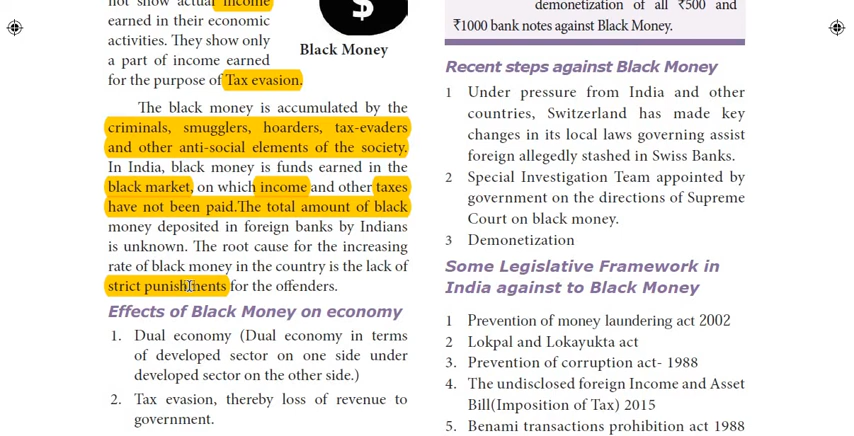 not show actual income
earned in their economic
activities. They show only
a part of income earned
for the purpose of Tax evasion.
$
Black Money
The black money is accumulated by the
criminals, smugglers, hoarders, tax-evaders
and other anti-social elements of the society.
In India, black money is funds earned in the
black market, on which income and other taxes
have not been paid.The total amount of black
money deposited in foreign banks by Indians
is unknown. The root cause for the increasing
rate of black money in the country is the lack of
strict punishments for the offenders.
Effects of Black Money on economy
1. Dual economy (Dual economy in terms
of developed sector on one side under
developed sector on the other side.)
2. Tax evasion, thereby loss of revenue to
government.
demonetization of all ₹500 and
₹1000 bank notes against Black Money.
Recent steps against Black Money
1 Under pressure from India and other
countries, Switzerland has made key
changes in its local laws governing assist
foreign allegedly stashed in Swiss Banks.
2 Special Investigation Team appointed by
government on the directions of Supreme
Court on black money.
3 Demonetization
Some Legislative Framework in
India against to Black Money
1 Prevention of money laundering act 2002
2 Lokpal and Lokayukta act
3. Prevention of corruption act- 1988
4. The undisclosed foreign Income and Asset
Bill(Imposition of Tax) 2015
5. Benami transactions prohibition act 1988